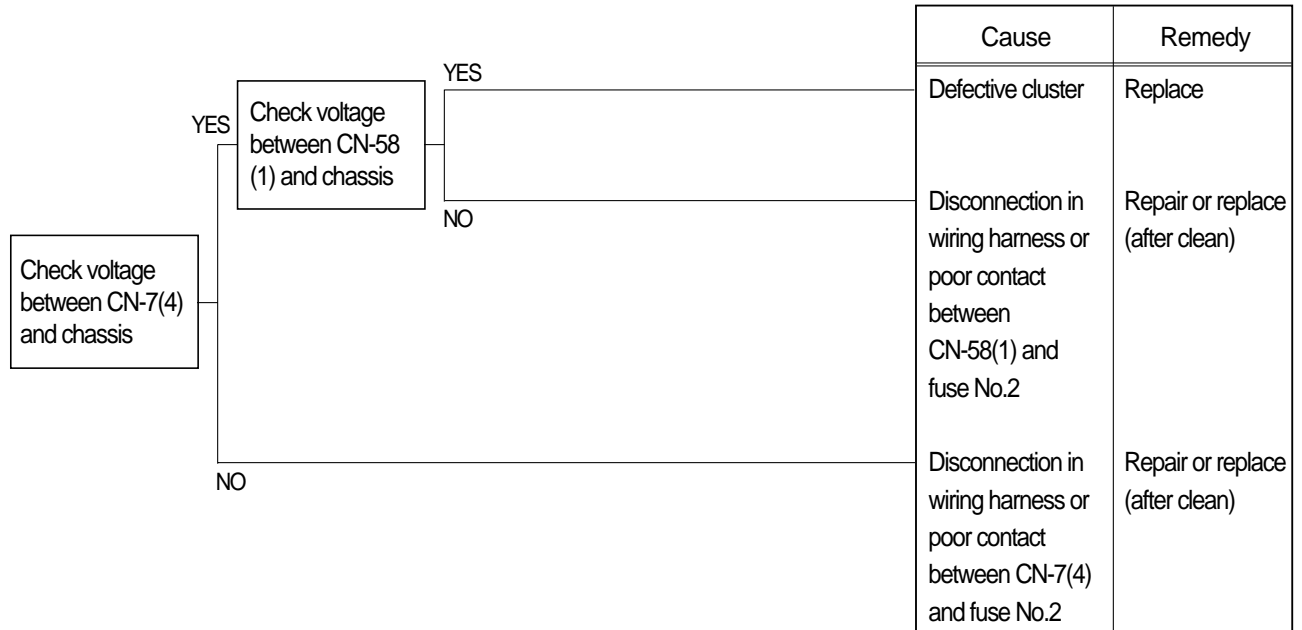 Cause
Remedy
YES
Defective cluster
Replace
YES
Check voltage
between CN-58
(1) and chassis
NO
Disconnection in
wiring harness or
poor contact
between
CN-58(1) and
fuse No.2
Repair or replace
(after clean)
Check voltage
between CN-7(4)
and chassis
NO
Disconnection in
wiring harness or
poor contact
between CN-7(4)
and fuse No.2
Repair or replace
(after clean)